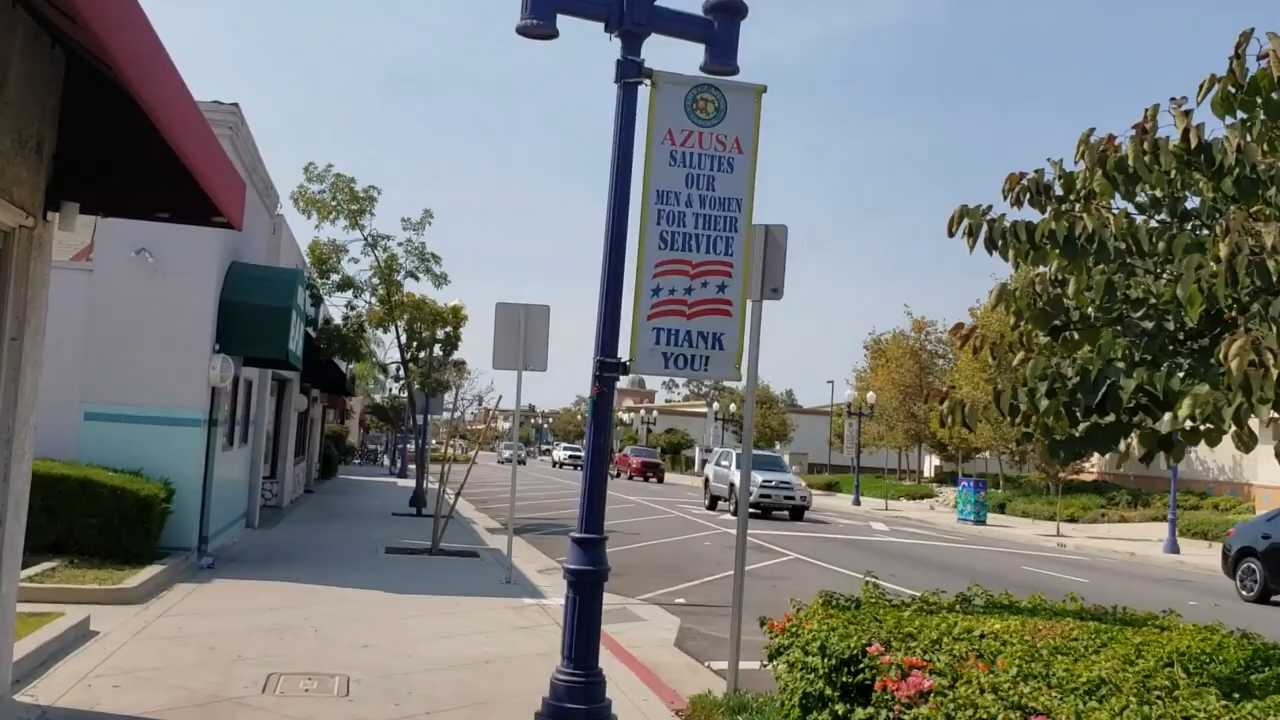 AZUSA
SALUTES
OUR
MEN & WOMEN
FOR THEIR
SERVICE
THANK
YOU!